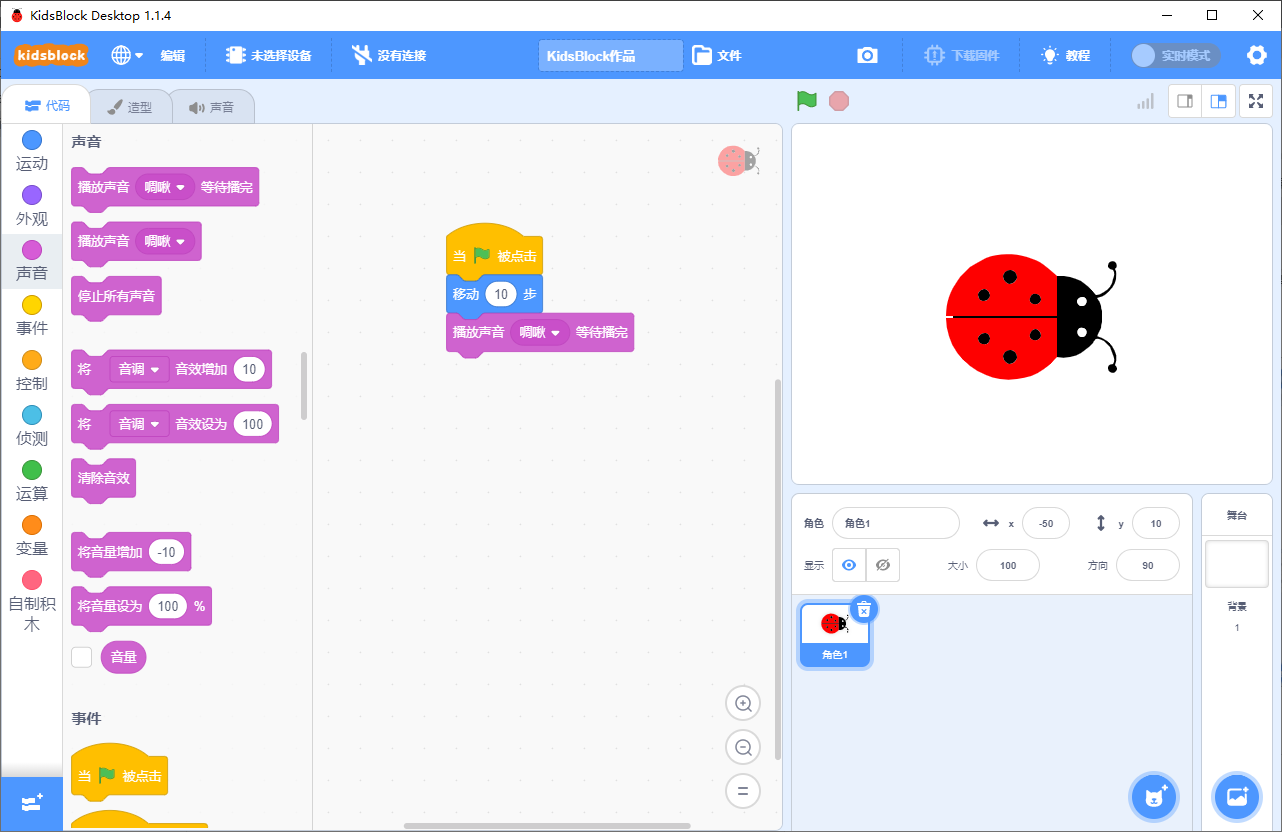 KidsBlock Desktop 1.1.4
kidsblock
编辑
未选择设备
没有连接
KidsBlock作品
文件
下载固件
教程
实时模式
代码
造型
声音
运动
外观
声音
事件
控制
侦测
运算
变量
自制积
木
声音
播放声音 啁啾 等待播完
播放声音 啁啾
停止所有声音
将 音调 音效增加 10
将 音调 音效设为 100
清除音效
将音量增加 -10
将音量设为 100 %
音量
事件
当 被点击
当 被点击
移动 10 步
播放声音 啁啾 等待播完
角色 角色1 x -50 y 10
显示 大小 100 方向 90
角色1
舞台
背景
1